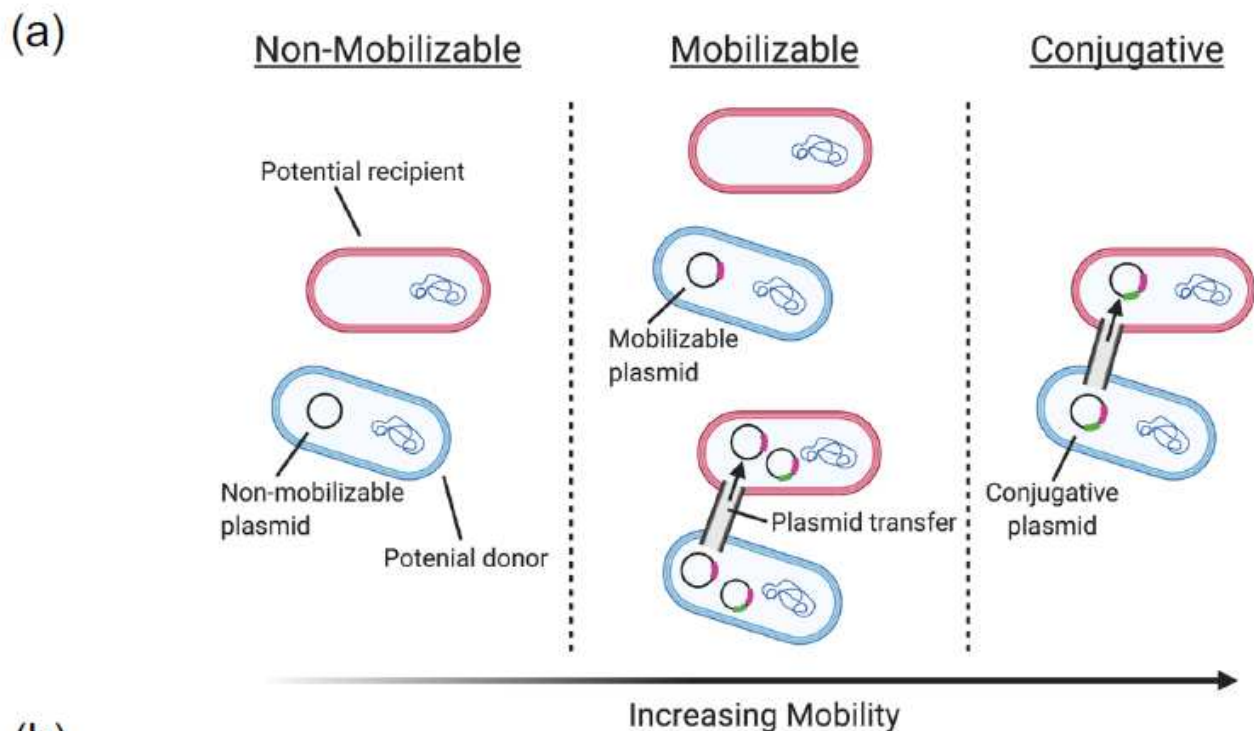 (a)
Non-Mobilizable
Mobilizable
Conjugative
Potential recipient
Non-mobilizable
plasmid
Potenial donor
Mobilizable
plasmid
Plasmid transfer
Conjugative
plasmid
Increasing Mobility